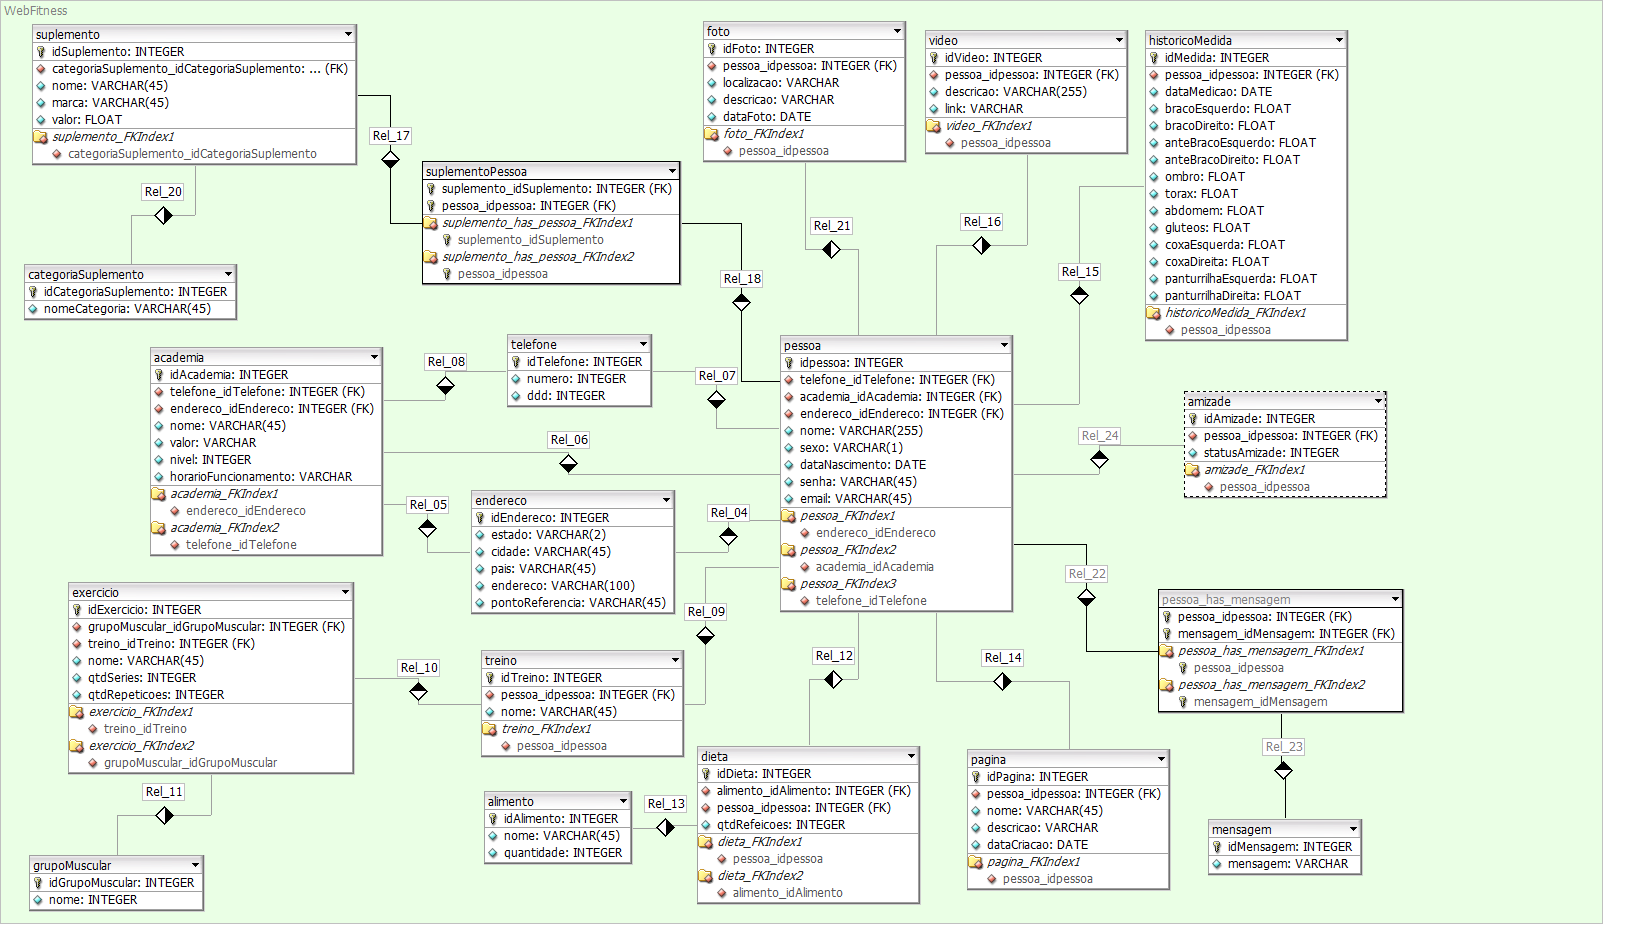 WebFitness
suplemento
idSuplemento: INTEGER
categoriaSuplemento_idCategoriaSuplemento: ... (FK)
nome: VARCHAR(45)
marca: VARCHAR(45)
valor: FLOAT
suplemento_FKIndex1
categoriaSuplemento_idCategoriaSuplemento
foto
idFoto: INTEGER
pessoa_idpessoa: INTEGER (FK)
localizacao: VARCHAR
descricao: VARCHAR
dataFoto: DATE
foto_FKIndex1
pessoa_idpessoa
video
idVideo: INTEGER
pessoa_idpessoa: INTEGER (FK)
descricao: VARCHAR(255)
link: VARCHAR
video_FKIndex1
pessoa_idpessoa
historicoMedida
idMedida: INTEGER
pessoa_idpessoa: INTEGER (FK)
dataMedicao: DATE
bracoEsquerdo: FLOAT
bracoDireito: FLOAT
anteBracoEsquerdo: FLOAT
anteBracoDireito: FLOAT
ombro: FLOAT
torax: FLOAT
abdomem: FLOAT
gluteos: FLOAT
coxaEsquerda: FLOAT
coxaDireita: FLOAT
panturrilhaEsquerda: FLOAT
panturrilhaDireita: FLOAT
historicoMedida_FKIndex1
pessoa_idpessoa
Rel_17
suplementoPessoa
suplemento_idSuplemento: INTEGER (FK)
pessoa_idpessoa: INTEGER (FK)
suplemento_has_pessoa_FKIndex1
suplemento_idSuplemento
suplemento_has_pessoa_FKIndex2
pessoa_idpessoa
Rel_20
Rel_21
Rel_16
Rel_18
Rel_15
categoriaSuplemento
idCategoriaSuplemento: INTEGER
nomeCategoria: VARCHAR(45)
academia
idAcademia: INTEGER
telefone_idTelefone: INTEGER (FK)
endereco_idEndereco: INTEGER (FK)
nome: VARCHAR(45)
valor: VARCHAR
nivel: INTEGER
horarioFuncionamento: VARCHAR
academia_FKIndex1
endereco_idEndereco
academia_FKIndex2
telefone_idTelefone
Rel_08
telefone
idTelefone: INTEGER
numero: INTEGER
ddd: INTEGER
Rel_07
pessoa
idpessoa: INTEGER
telefone_idTelefone: INTEGER (FK)
academia_idAcademia: INTEGER (FK)
endereco_idEndereco: INTEGER (FK)
nome: VARCHAR(255)
sexo: VARCHAR(1)
dataNascimento: DATE
senha: VARCHAR(45)
email: VARCHAR(45)
pessoa_FKIndex1
endereco_idEndereco
pessoa_FKIndex2
academia_idAcademia
pessoa_FKIndex3
telefone_idTelefone
amizade
idAmizade: INTEGER
pessoa_idpessoa: INTEGER (FK)
statusAmizade: INTEGER
amizade_FKIndex1
pessoa_idpessoa
Rel_24
Rel_06
Rel_05
endereco
idEndereco: INTEGER
estado: VARCHAR(2)
cidade: VARCHAR(45)
pais: VARCHAR(45)
endereco: VARCHAR(100)
pontoReferencia: VARCHAR(45)
Rel_04
Rel_22
exercicio
idExercicio: INTEGER
grupoMuscular_idGrupoMuscular: INTEGER (FK)
treino_idTreino: INTEGER (FK)
nome: VARCHAR(45)
qtdSeries: INTEGER
qtdRepeticoes: INTEGER
exercicio_FKIndex1
treino_idTreino
exercicio_FKIndex2
grupoMuscular_idGrupoMuscular
Rel_09
pessoa_has_mensagem
pessoa_idpessoa: INTEGER (FK)
mensagem_idMensagem: INTEGER (FK)
pessoa_has_mensagem_FKIndex1
pessoa_idpessoa
pessoa_has_mensagem_FKIndex2
mensagem_idMensagem
Rel_10
treino
idTreino: INTEGER
pessoa_idpessoa: INTEGER (FK)
nome: VARCHAR(45)
treino_FKIndex1
pessoa_idpessoa
Rel_12
Rel_14
Rel_23
dieta
idDieta: INTEGER
alimento_idAlimento: INTEGER (FK)
pessoa_idpessoa: INTEGER (FK)
qtdRefeicoes: INTEGER
dieta_FKIndex1
pessoa_idpessoa
dieta_FKIndex2
alimento_idAlimento
pagina
idPagina: INTEGER
pessoa_idpessoa: INTEGER (FK)
nome: VARCHAR(45)
descricao: VARCHAR
dataCriacao: DATE
pagina_FKIndex1
pessoa_idpessoa
Rel_11
alimento
idAlimento: INTEGER
nome: VARCHAR(45)
quantidade: INTEGER
Rel_13
mensagem
idMensagem: INTEGER
mensagem: VARCHAR
grupoMuscular
idGrupoMuscular: INTEGER
nome: INTEGER